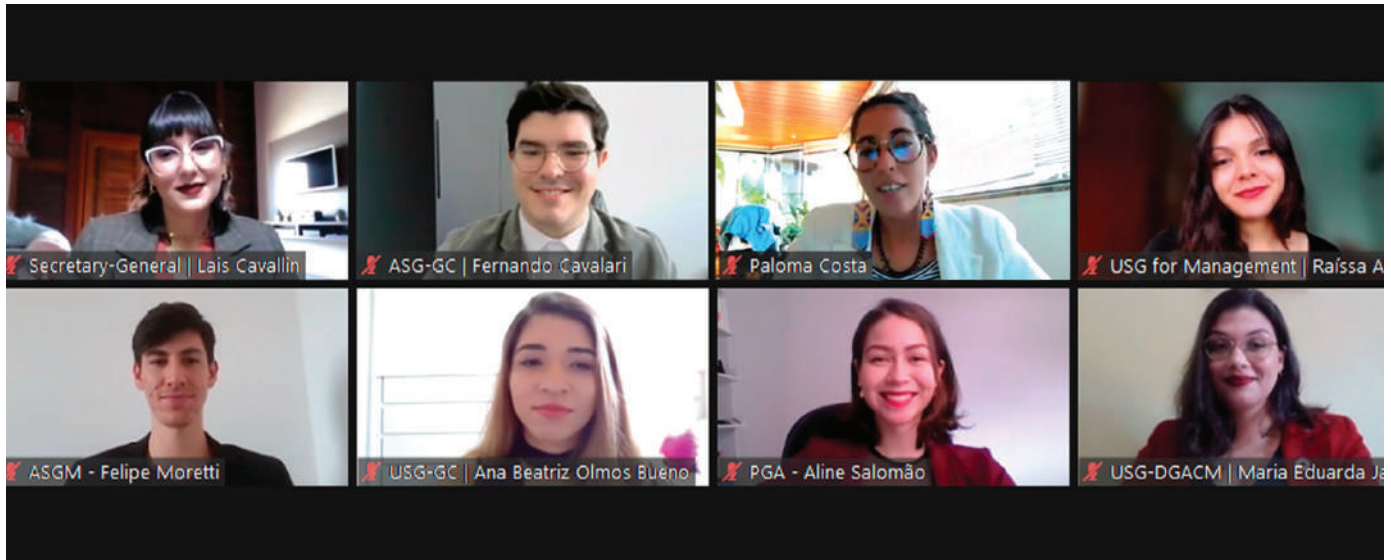 Secretary-General | Lais Cavallin
ASG-GC | Fernando Cavalari
Paloma Costa
USG for Management | Raíssa A
ASGM - Felipe Moretti
USG-GC | Ana Beatriz Olmos Bueno
PGA - Aline Salomão
USG-DGACM | Maria Eduarda Ja